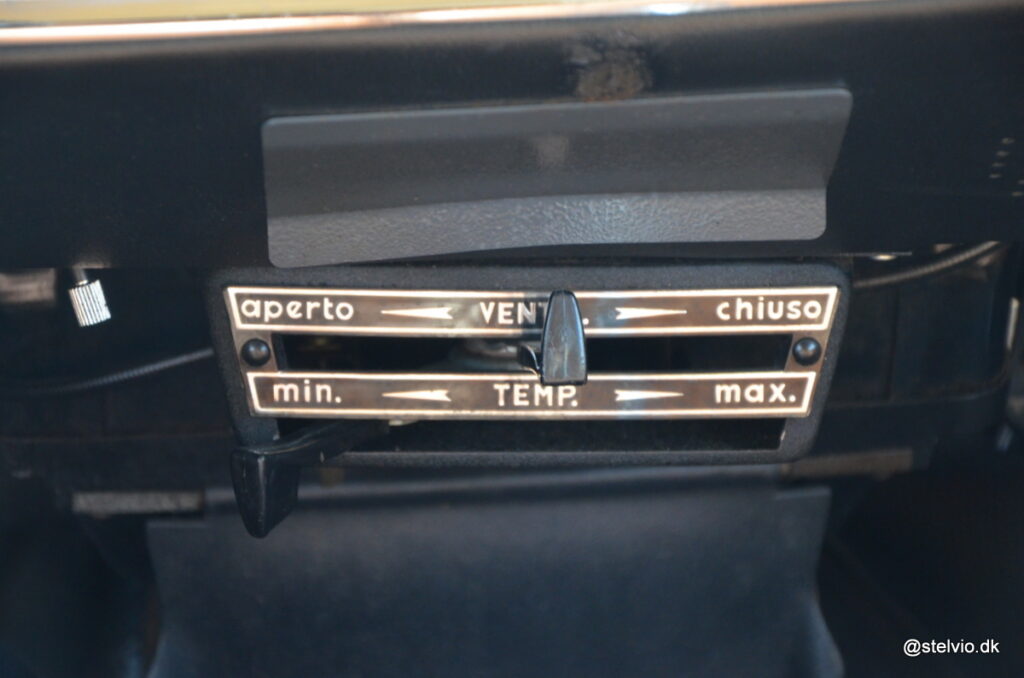 aperto VENT. chiuso
min. TEMP. max.
@stelvio.dk